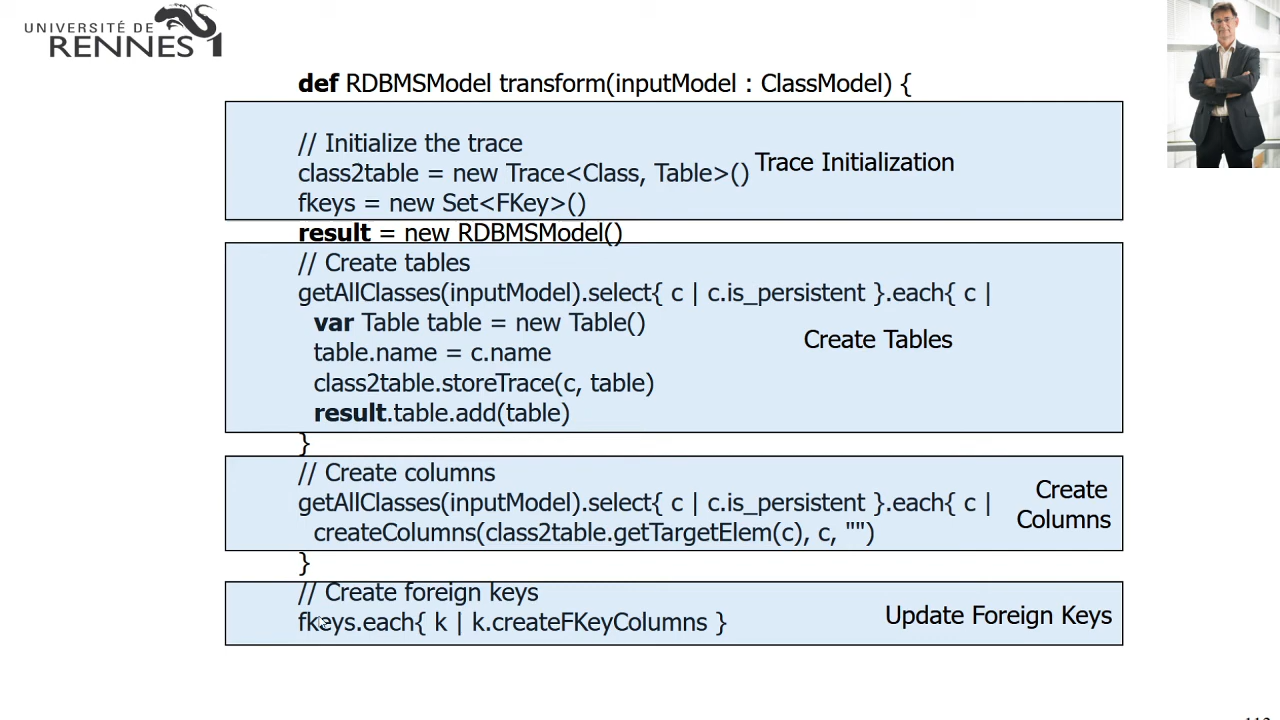 UNIVERSITÉ DE
RENNES 1
def RDBMSModel transform(inputModel : ClassModel) {
// Initialize the trace
class2table = new Trace<Class, Table>()
Trace Initialization
fkeys = new Set<FKey>()
result = new RDBMSModel()
// Create tables
getAllClasses(inputModel).select{ c | c.is_persistent }.each{ c |
var Table table = new Table()
Create Tables
table.name = c.name
class2table.storeTrace(c, table)
result.table.add(table)
}
// Create columns
getAllClasses(inputModel).select{ c | c.is_persistent }.each{ c |
createColumns(class2table.getTargetElem(c), c, "")
Create
Columns
}
// Create foreign keys
fkeys.each{ k | k.createFKeyColumns }
Update Foreign Keys